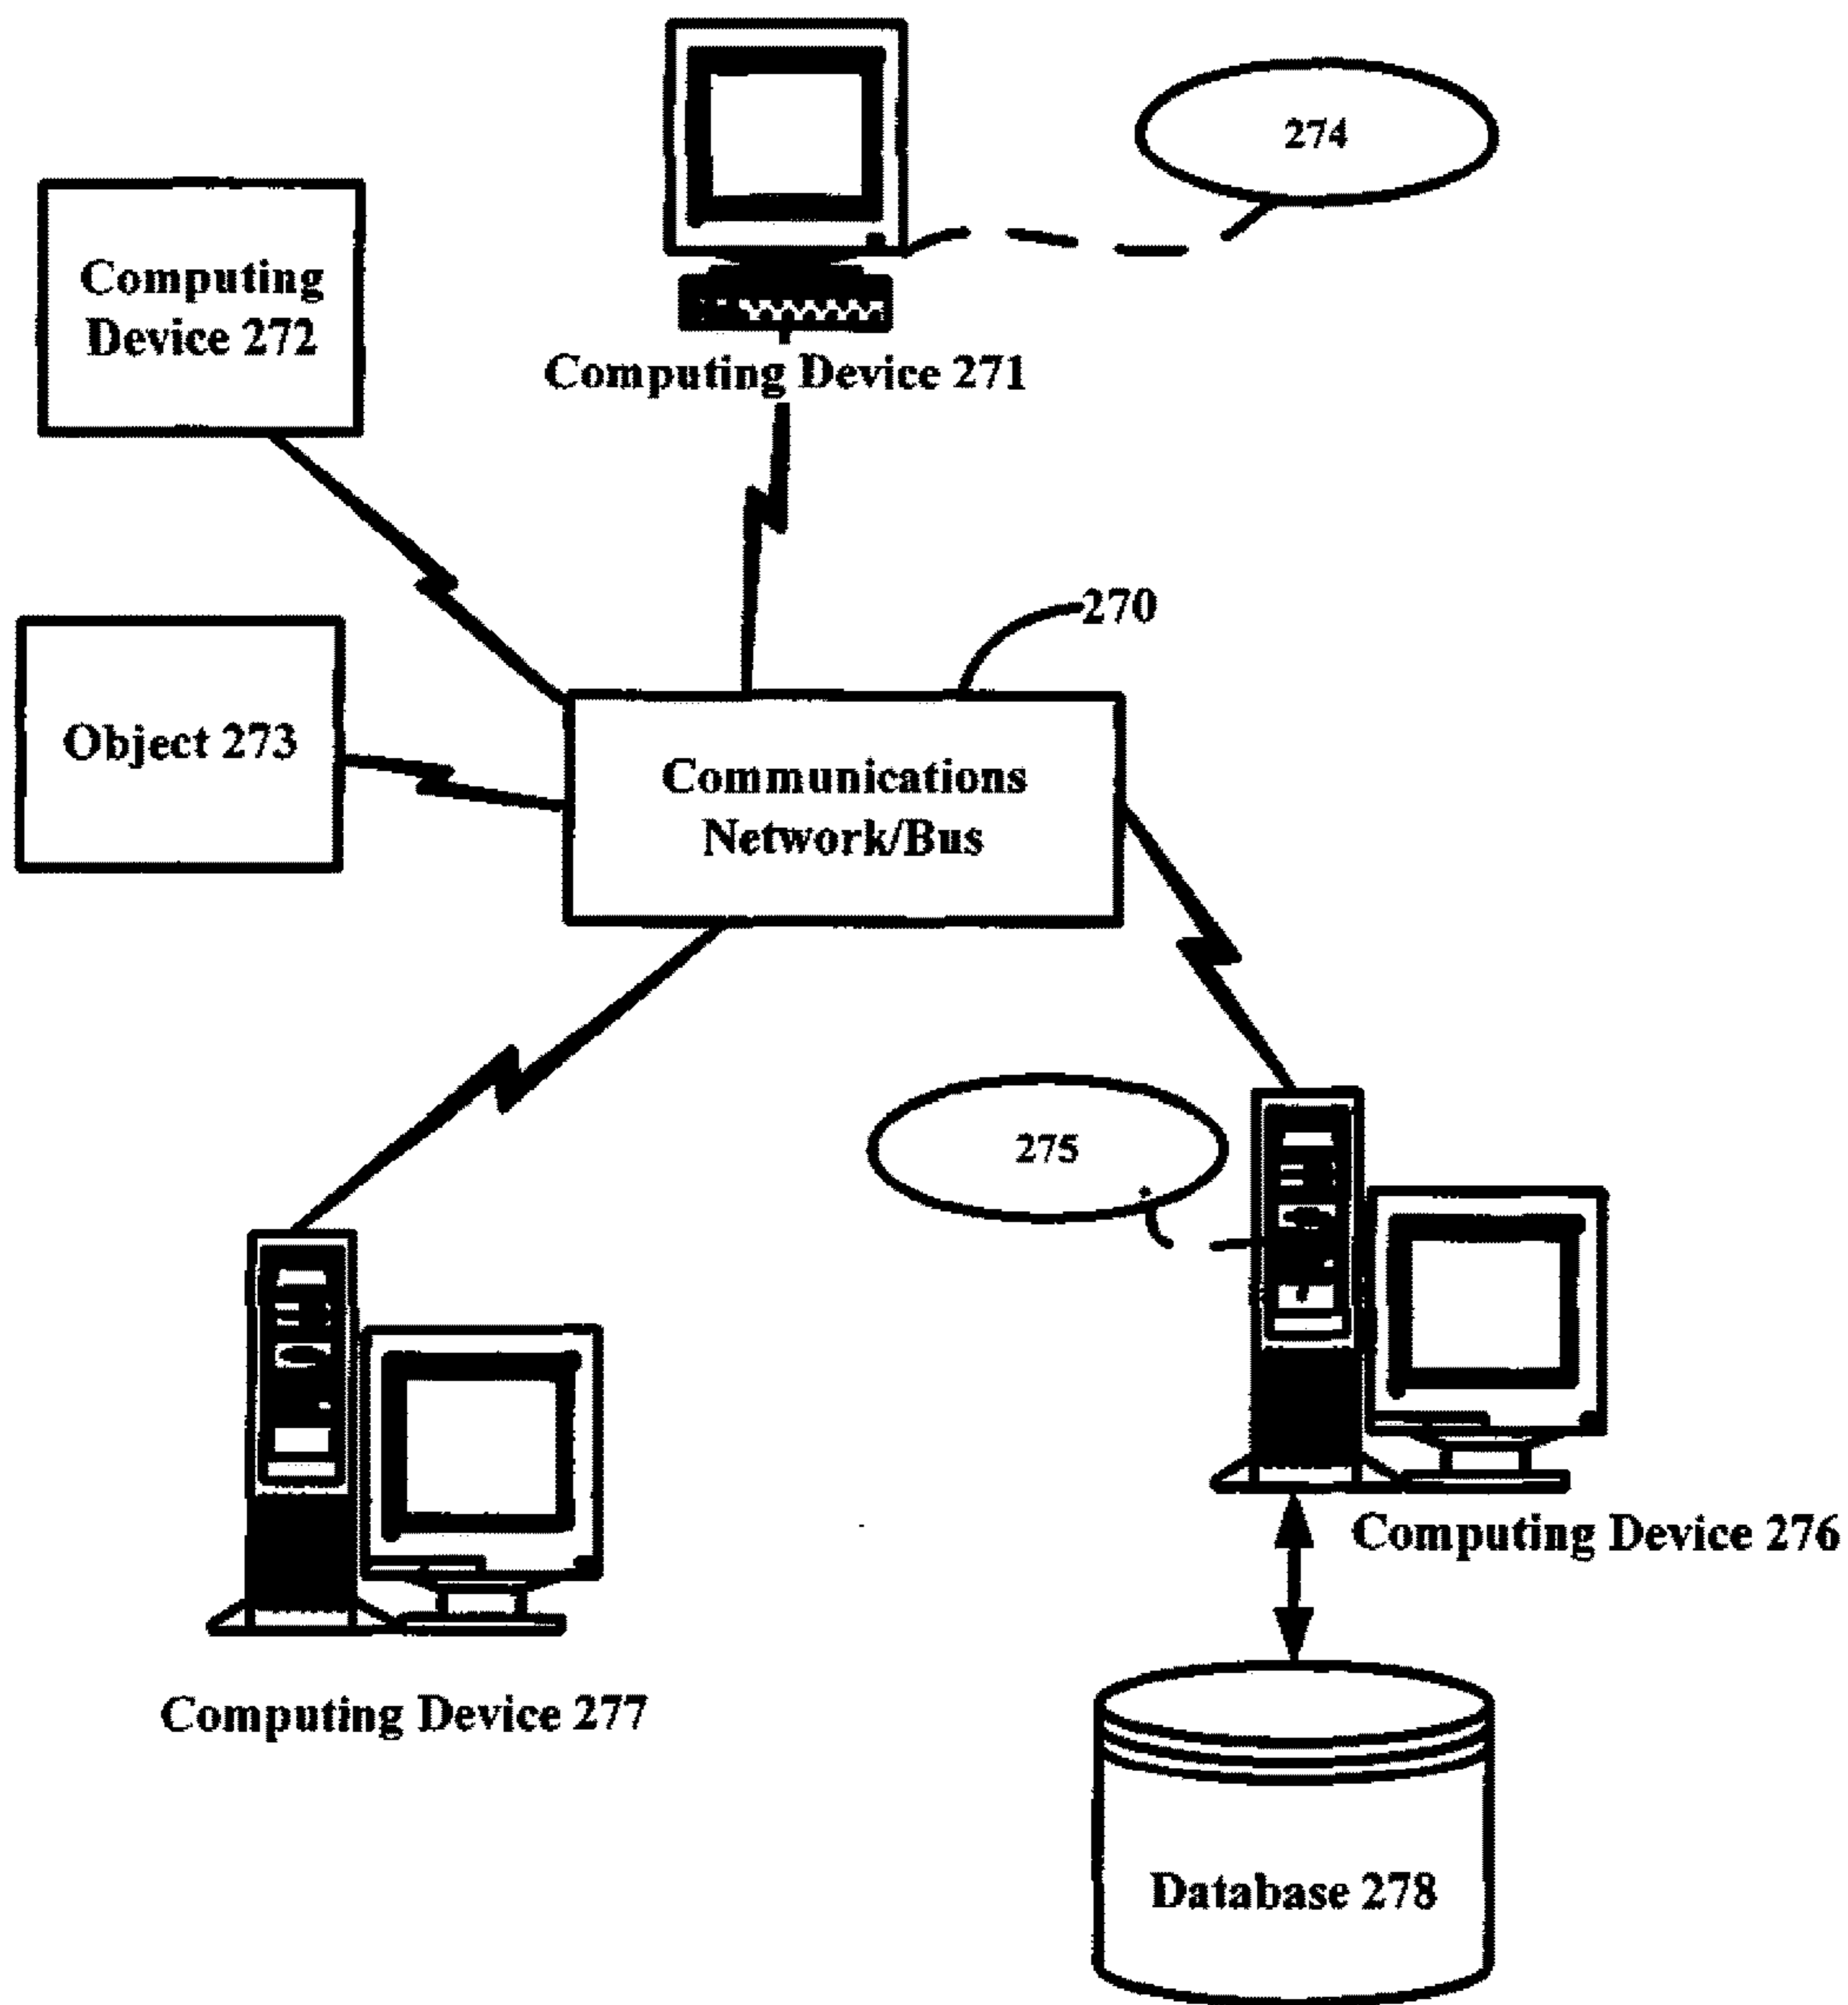 274
Computing
Device 272
Computing Device 271
270
Object 273
Communications
Network/Bus
275
Computing Device 276
Computing Device 277
Database 278